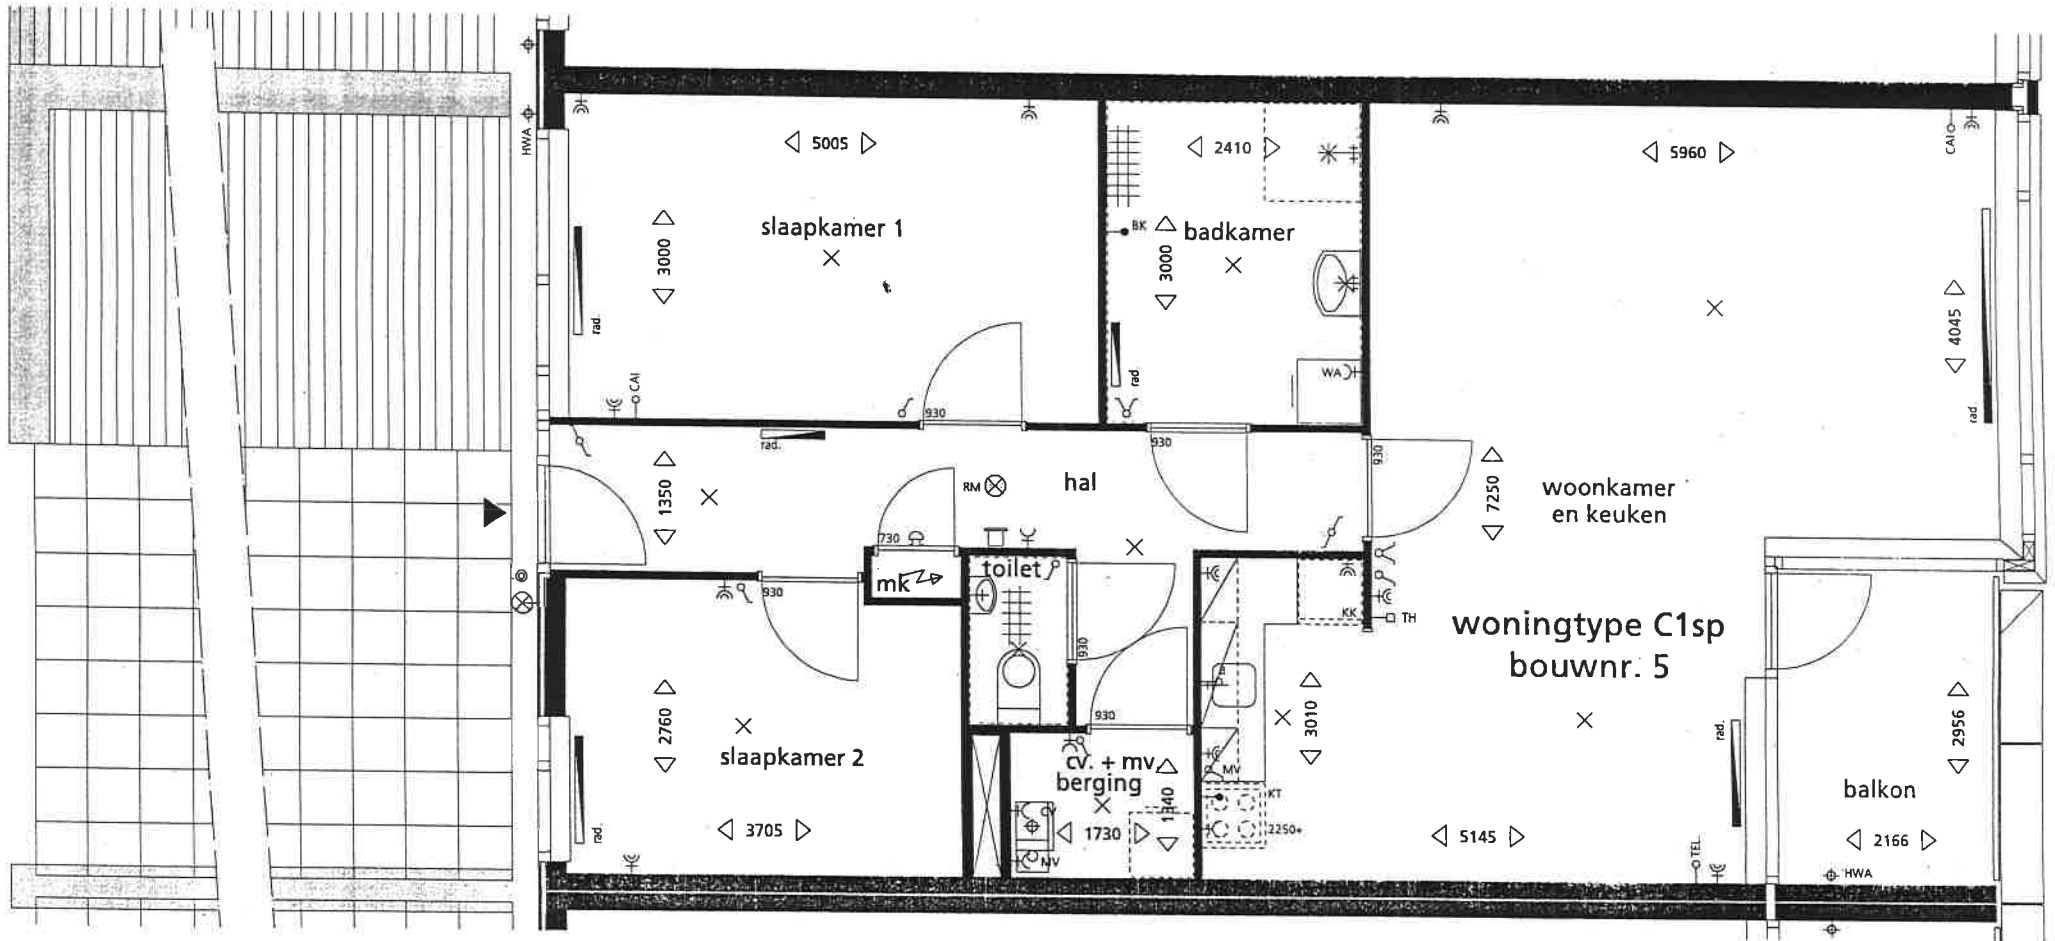 HWA
5005
2410
5960
CAI
slaapkamer 1
3000
BK
3000
badkamer
4045
rad.
rad.
WA
rad
CAI
930
930
930
rad.
1350
RM
hal
7250
woonkamer
en keuken
730
mk
toilet
930
KK
TH
woningtype C1sp
bouwnr. 5
930
2760
930
3010
2956
slaapkamer 2
cv. + mv.
berging
MV
rad.
balkon
CV
1340
KT
rad.
3705
1730
2250+
5145
2166
MV
TEL
HWA